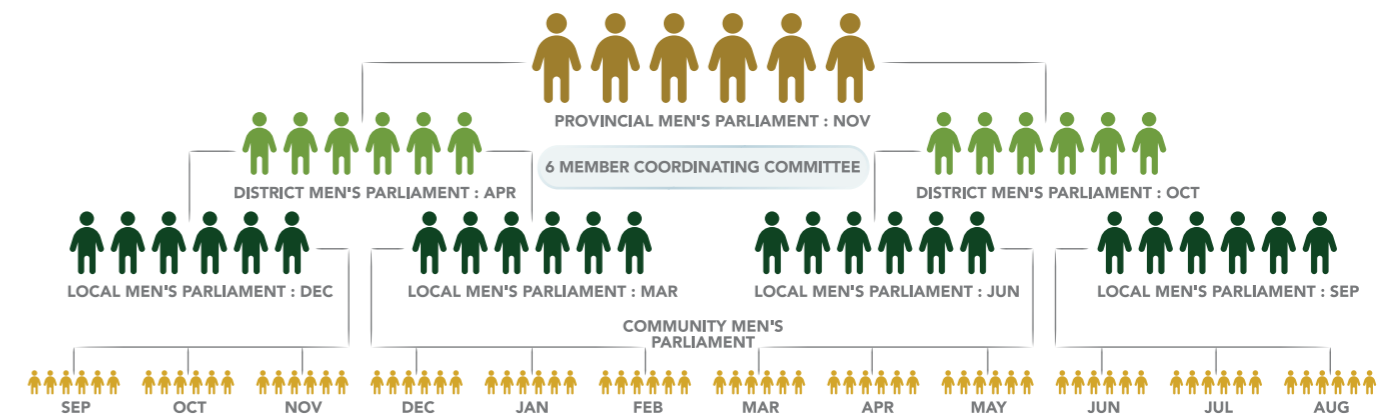 PROVINCIAL MEN'S PARLIAMENT : NOV
6 MEMBER COORDINATING COMMITTEE
DISTRICT MEN'S PARLIAMENT : APR
DISTRICT MEN'S PARLIAMENT : OCT
LOCAL MEN'S PARLIAMENT : DEC
LOCAL MEN'S PARLIAMENT : MAR
LOCAL MEN'S PARLIAMENT : JUN
LOCAL MEN'S PARLIAMENT : SEP
COMMUNITY MEN'S
PARLIAMENT
SEP
OCT
NOV
DEC
JAN
FEB
MAR
APR
MAY
JUN
JUL
AUG